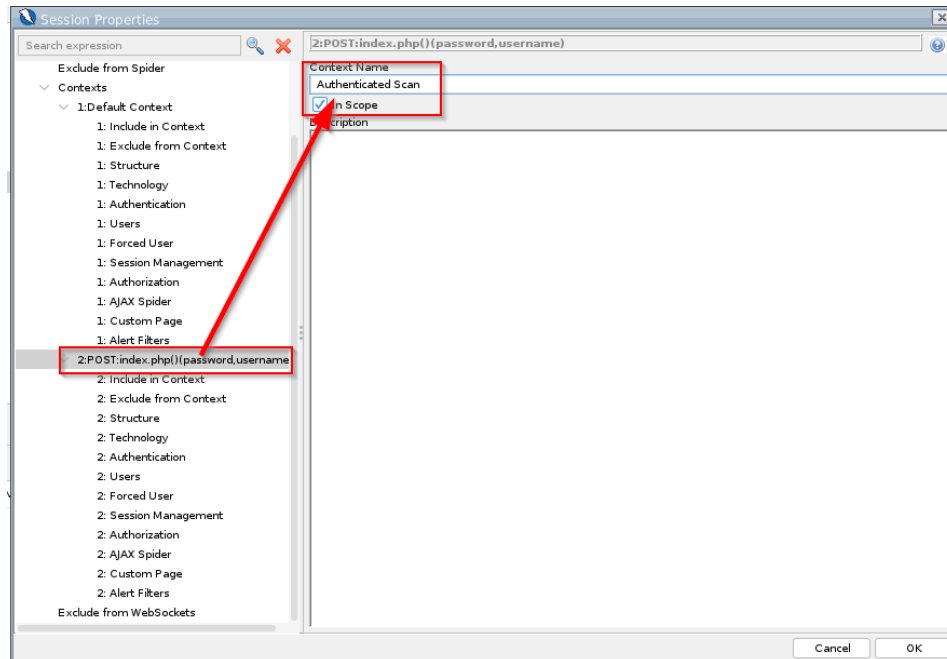 Session Properties
Search expression
2:POST:index.php()(password,username)
Exclude from Spider
Contexts
1:Default Context
1: Include in Context
1: Exclude from Context
1: Structure
1: Technology
1: Authentication
1: Users
1: Forced User
1: Session Management
1: Authorization
1: AJAX Spider
1: Custom Page
1: Alert Filters
2:POST:index.php()(password,username
2: Include in Context
2: Exclude from Context
2: Structure
2: Technology
2: Authentication
2: Users
2: Forced User
2: Session Management
2: Authorization
2: AJAX Spider
2: Custom Page
2: Alert Filters
Exclude from WebSockets
Context Name
Authenticated Scan
In Scope
Description
Cancel
OK